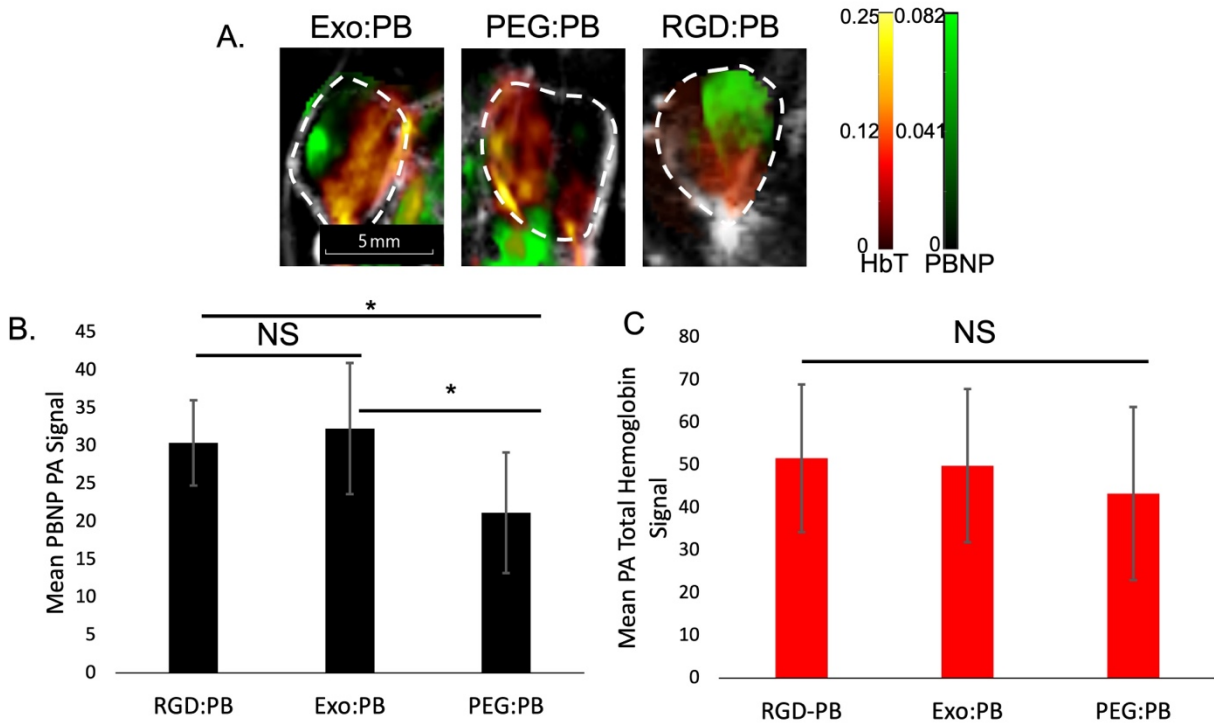 A.
Exo:PB
PEG:PB
RGD:PB
5 mm
0.25
0.12
0
HbT
0.082
0.041
0
PBNP
B.
Mean PBNP PA Signal
45
40
35
30
25
20
15
10
5
0
*
NS
*
RGD:PB
Exo:PB
PEG:PB
C
Mean PA Total Hemoglobin
Signal
80
70
60
50
40
30
20
10
0
NS
RGD-PB
Exo:PB
PEG:PB